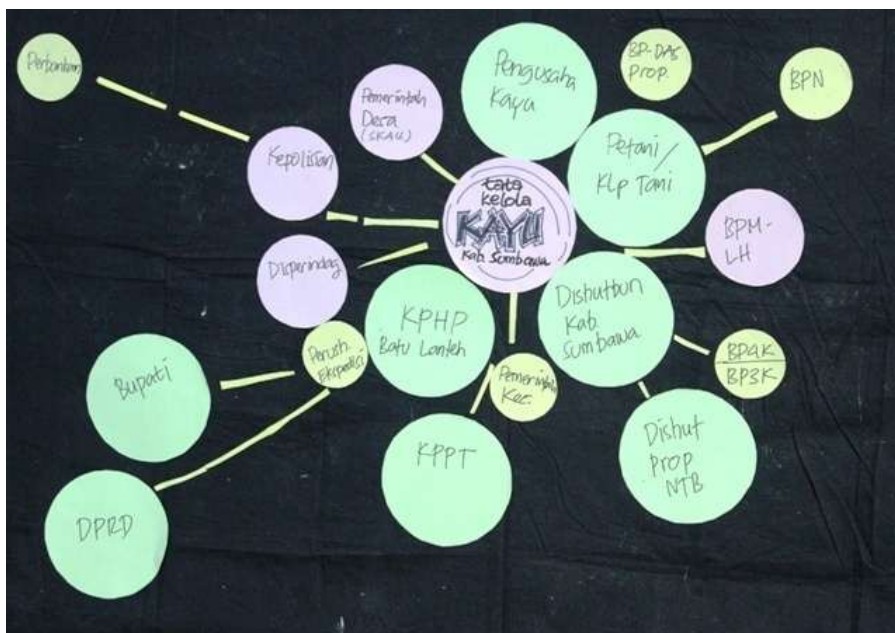 Perbankan
Pemerintah
Desa
(SKAU)
Pengusaha
Kayu
BP-DAS
Prop.
BPN
Kepolisian
Petani/
Klp Tani
tata
kelola
KAYU
Kab. Sumbawa
BPM-
LH
Disperindag
KPHP
Batu Lanteh
Dishutbun
Kab.
Sumbawa
Bupati
Perush.
Ekspedisi
Pemerintah
Kec.
BP4K
BP3K
KPPT
Dishut
Prop
NTB
DPRD